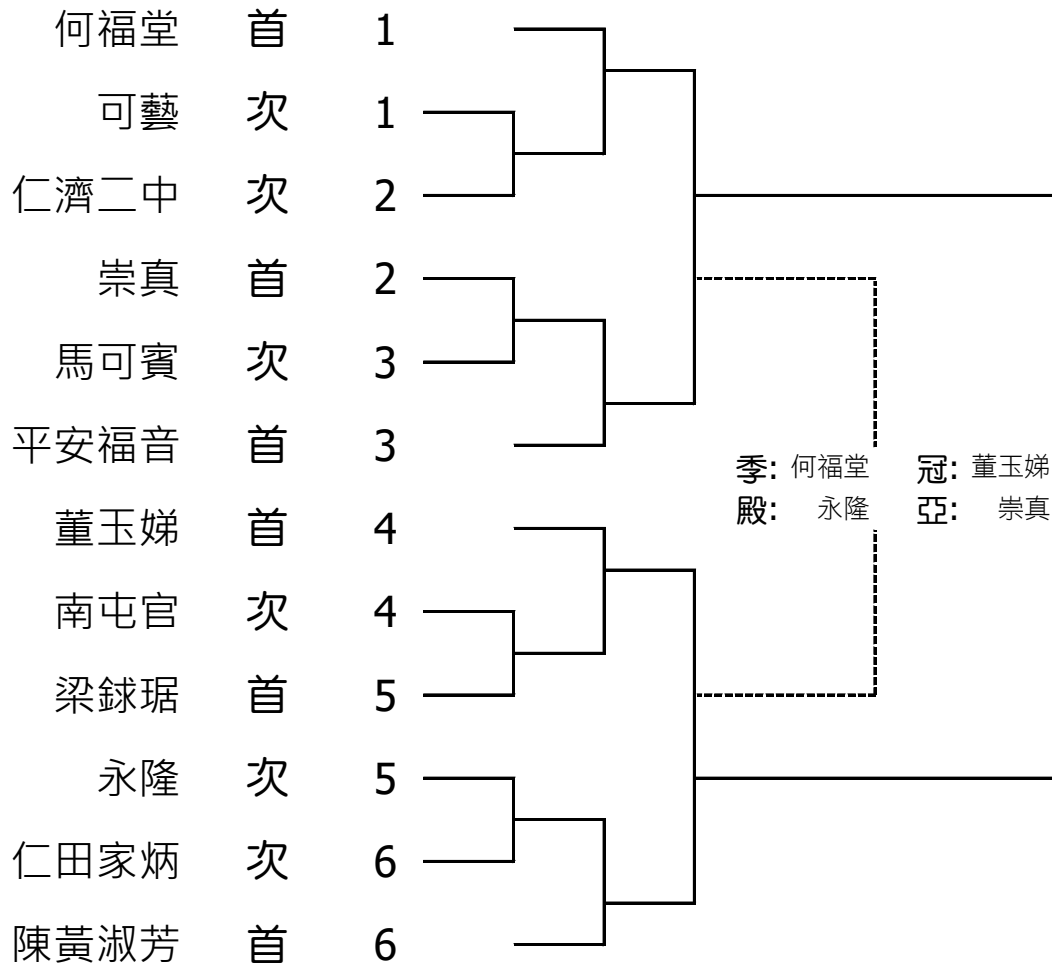 何福堂 首 1
可藝 次 1
仁濟二中 次 2
崇真 首 2
馬可賓 次 3
平安福音 首 3
季: 何福堂 冠: 董玉娣
殿: 永隆 亞: 崇真
董玉娣 首 4
南屯官 次 4
梁銶琚 首 5
永隆 次 5
仁田家炳 次 6
陳黃淑芳 首 6